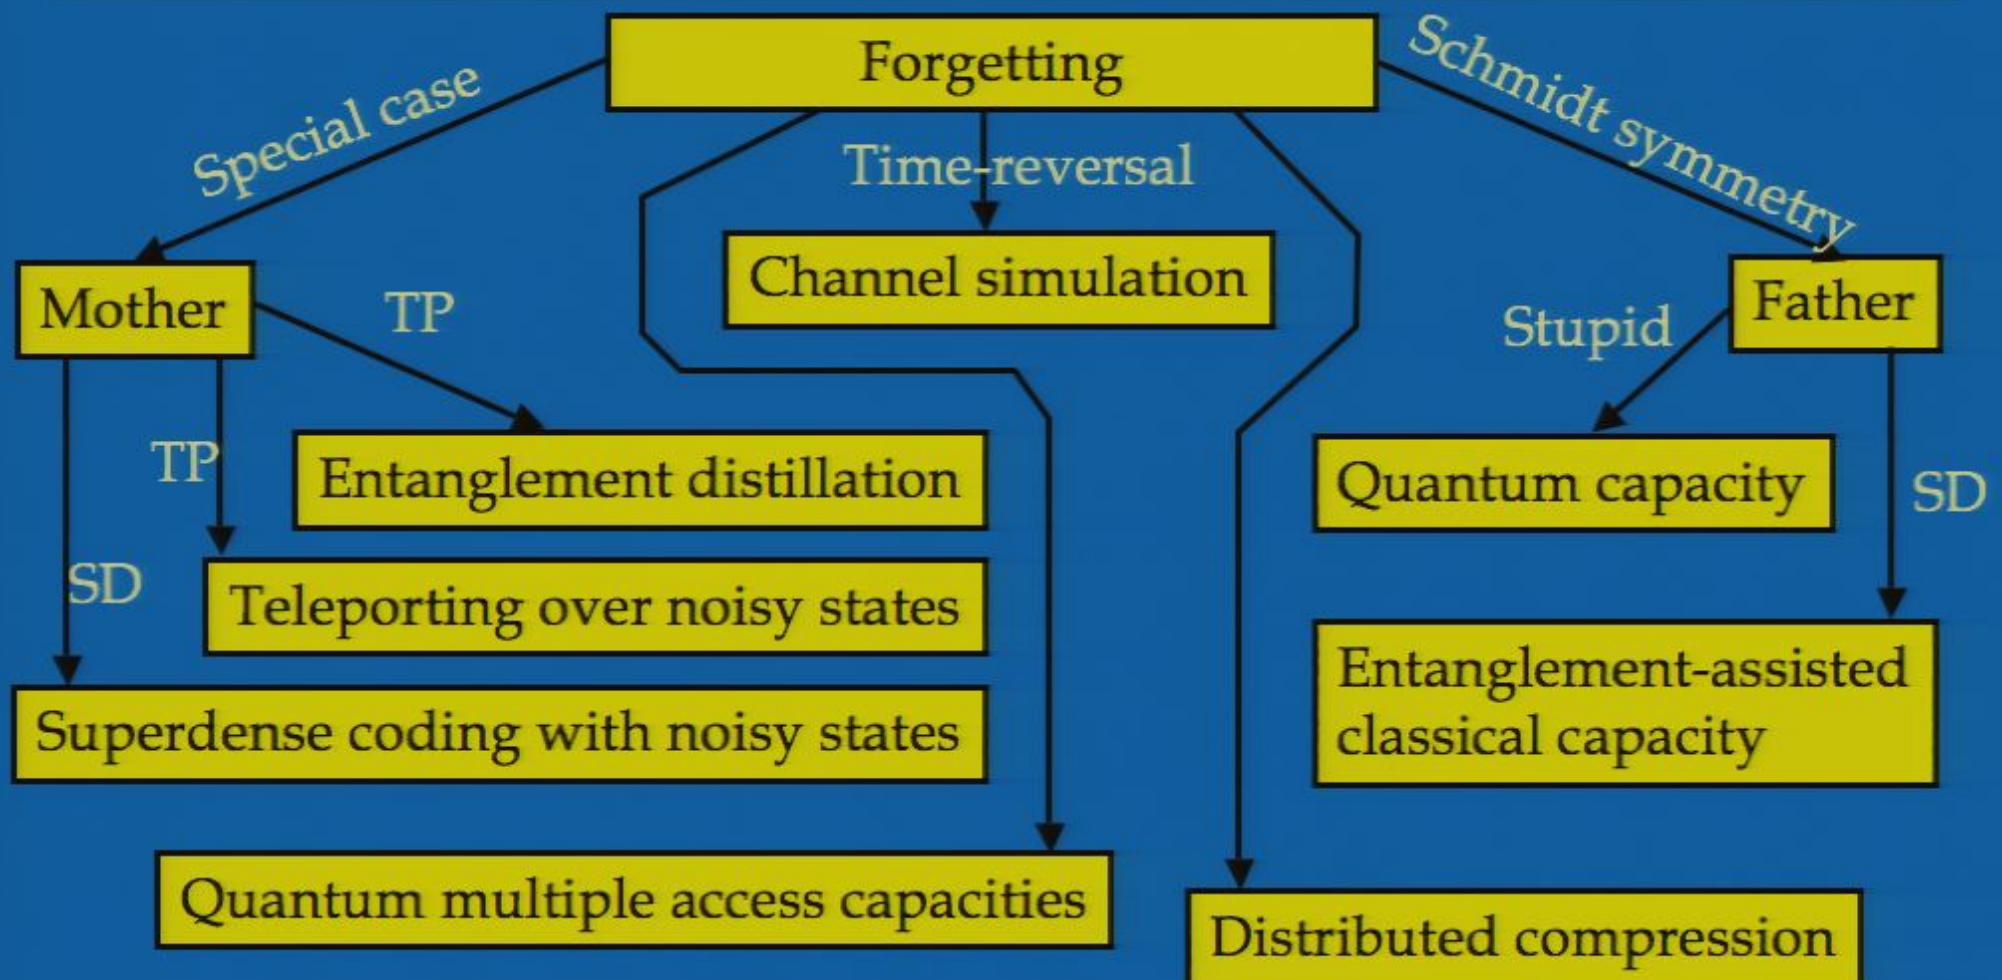 Forgetting
Special case
Schmidt symmetry
Time-reversal
Channel simulation
Mother
TP
Stupid
Father
TP
Entanglement distillation
Quantum capacity
SD
SD
Teleporting over noisy states
Entanglement-assisted
classical capacity
Superdense coding with noisy states
Quantum multiple access capacities
Distributed compression